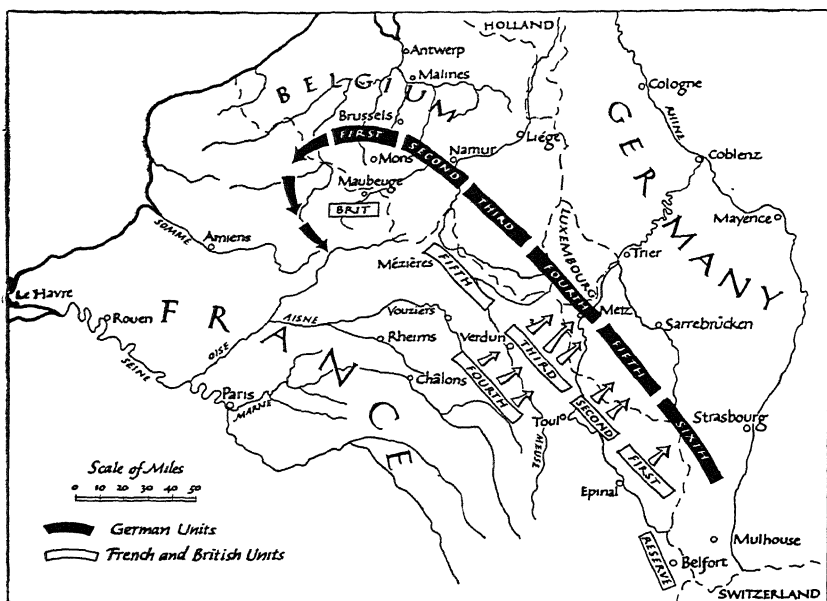 HOLLAND
Antwerp
Malines
BELGIUM
Cologne
RHINE
Brussels
FIRST
Mons
SECOND
Namur
Liége
GERMANY
Coblenz
Maubeuge
BRIT
THIRD
Mayence
SOMME
Amiens
LUXEMBOURG
Trier
Mézières
FIFTH
FOURTH
Le Havre
Rouen
FRANCE
AISNE
Vouziers
Metz
Sarrebrücken
OISE
Rheims
Verdun
THIRD
FIFTH
SEINE
Paris
MARNE
Châlons
FOURTH
SECOND
SIXTH
Strasbourg
Toul
MEUSE
FIRST
Epinal
Scale of Miles
0 10 20 30 40 50
German Units
French and British Units
RESERVE
Mulhouse
Belfort
SWITZERLAND